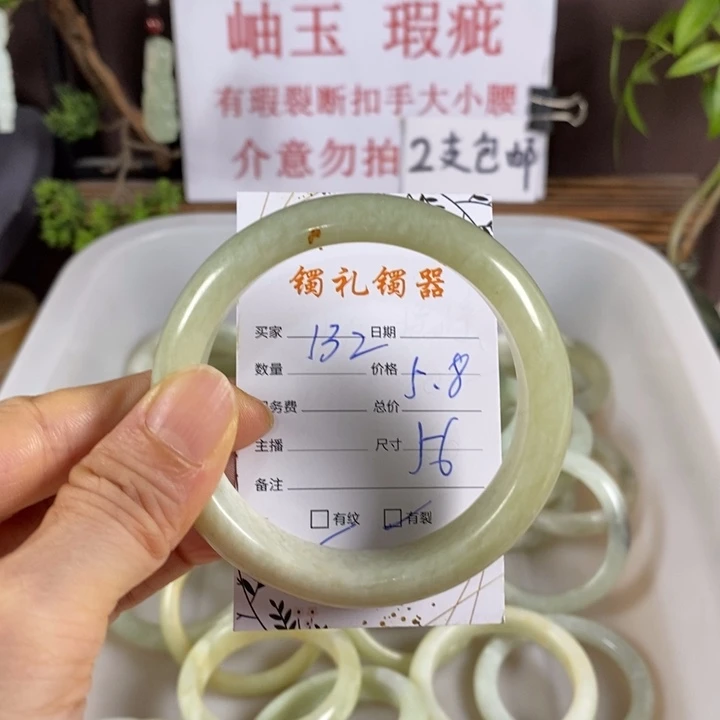 岫玉 瑕疵
有瑕裂断扣手大小腰
介意勿拍 2支包邮
镯礼镯器
买家 132 日期
数量 价格 5.8
务费 总价
主播 尺寸 56
备注
有纹 有裂